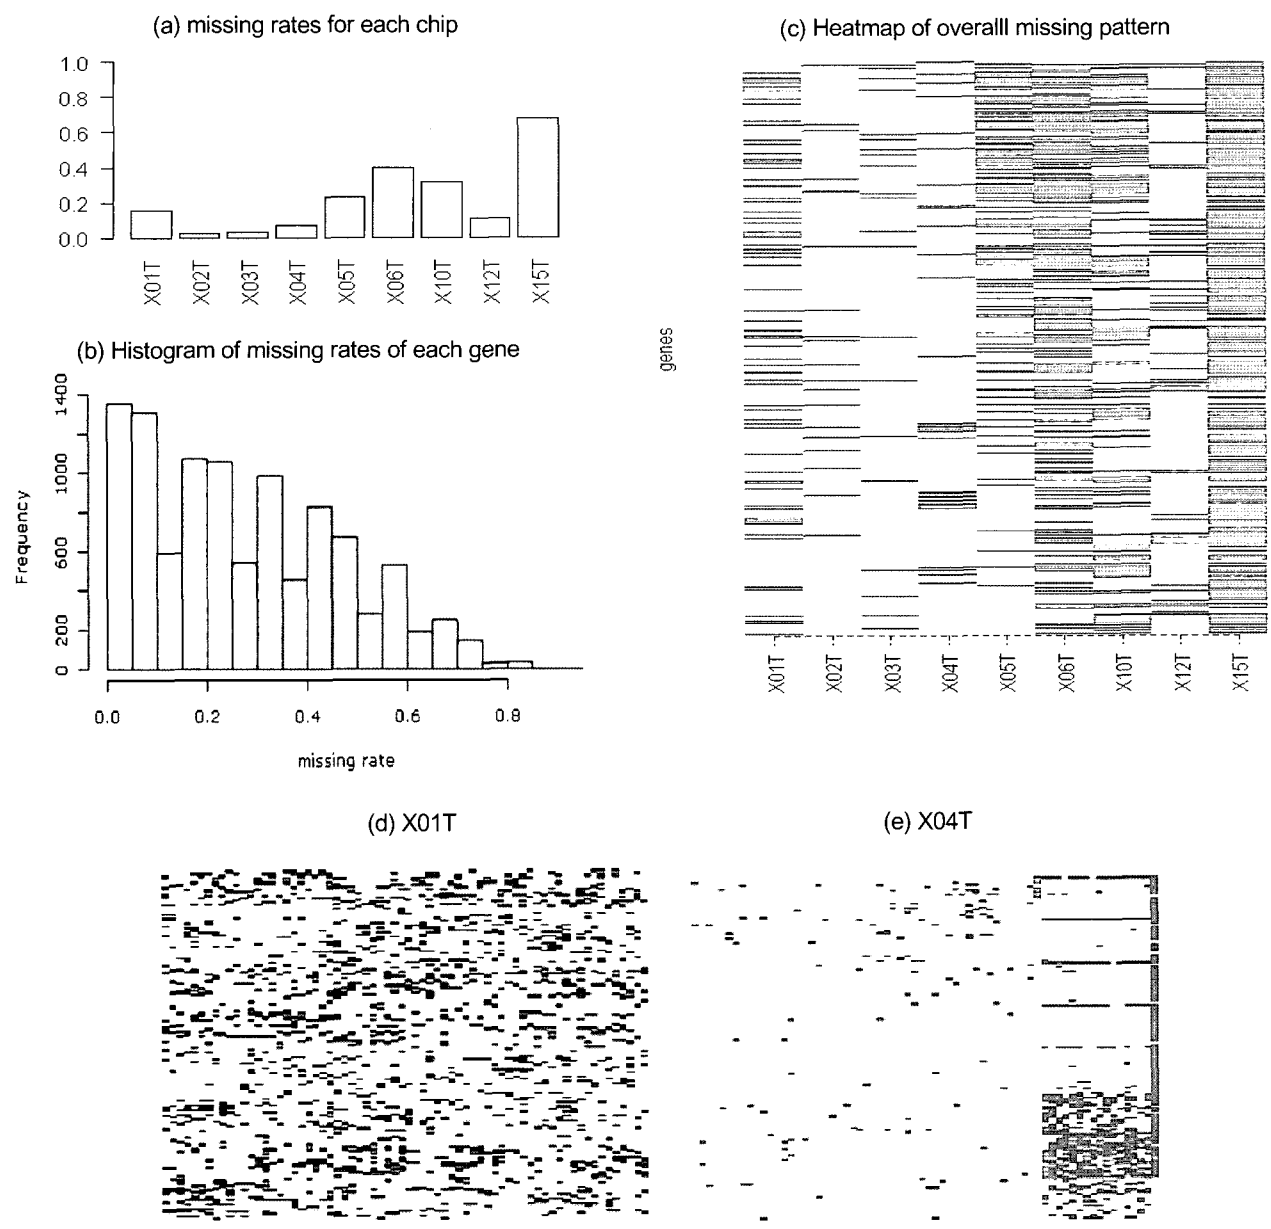 (a) missing rates for each chip
1.0
0.8
0.6
0.4
0.2
0.0
X01T X02T X03T X04T X05T X06T X10T X12T X15T
(b) Histogram of missing rates of each gene
Frequency
1400
1000
600
200
0
0.0 0.2 0.4 0.6 0.8
missing rate
(c) Heatmap of overalll missing pattern
genes
X01T X02T X03T X04T X05T X06T X10T X12T X15T
(d) X01T
(e) X04T